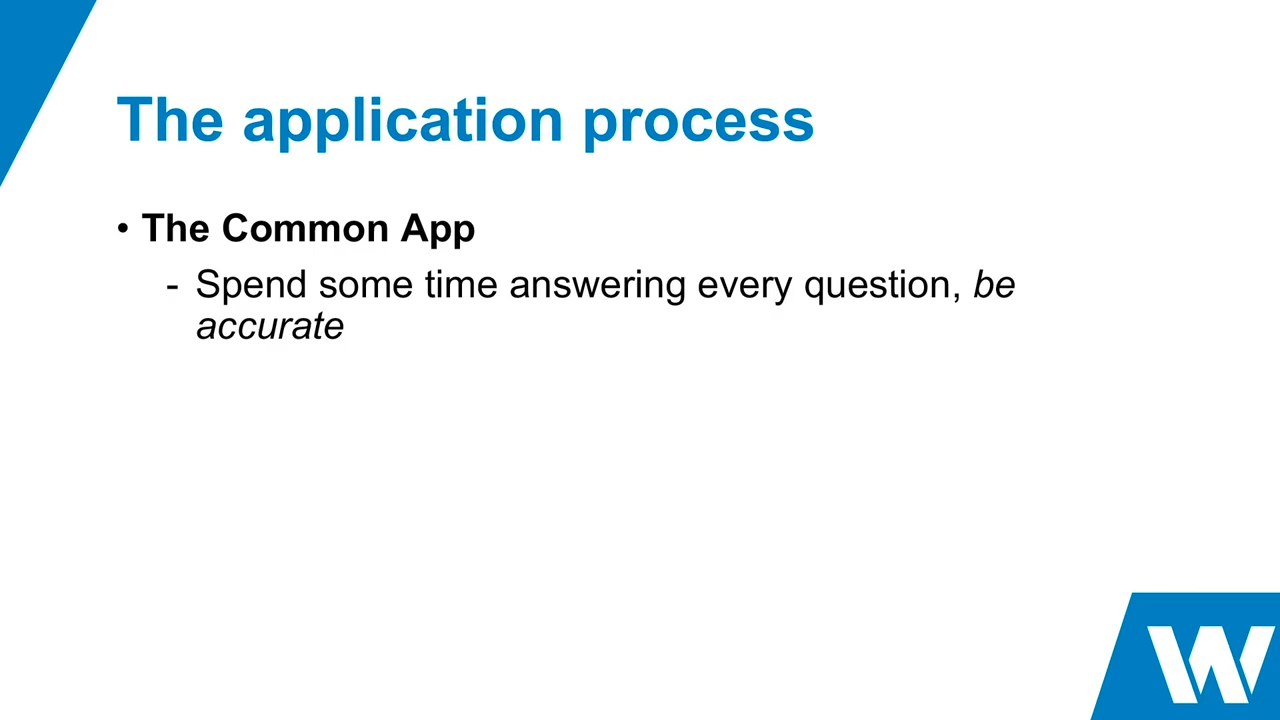 The application process
• The Common App
- Spend some time answering every question, be
accurate
W